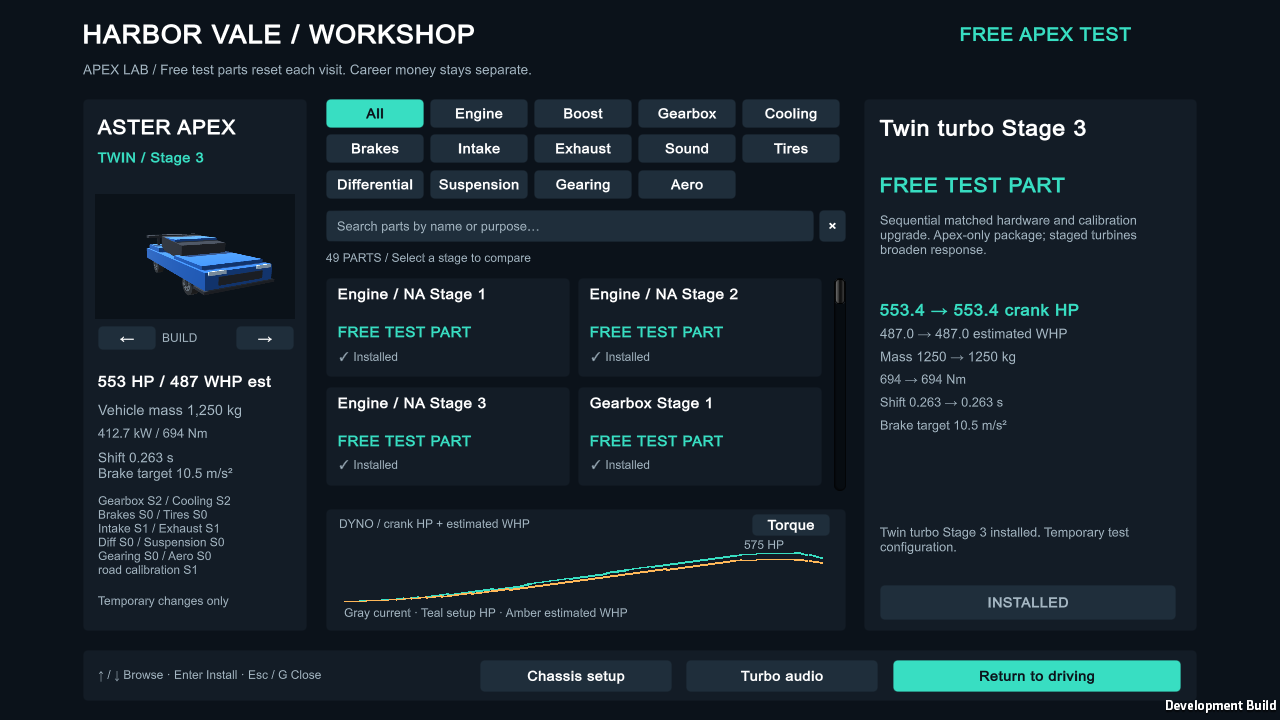 HARBOR VALE / WORKSHOP
FREE APEX TEST
APEX LAB / Free test parts reset each visit. Career money stays separate.
ASTER APEX
TWIN / Stage 3
← BUILD →
553 HP / 487 WHP est
Vehicle mass 1,250 kg
412.7 kW / 694 Nm
Shift 0.263 s
Brake target 10.5 m/s²
Gearbox S2 / Cooling S2
Brakes S0 / Tires S0
Intake S1 / Exhaust S1
Diff S0 / Suspension S0
Gearing S0 / Aero S0
road calibration S1
Temporary changes only
All Engine Boost Gearbox Cooling
Brakes Intake Exhaust Sound Tires
Differential Suspension Gearing Aero
Search parts by name or purpose... ×
49 PARTS / Select a stage to compare
Engine / NA Stage 1
FREE TEST PART
✓ Installed
Engine / NA Stage 2
FREE TEST PART
✓ Installed
Engine / NA Stage 3
FREE TEST PART
✓ Installed
Gearbox Stage 1
FREE TEST PART
✓ Installed
DYNO / crank HP + estimated WHP
Torque
575 HP
Gray current · Teal setup HP · Amber estimated WHP
Twin turbo Stage 3
FREE TEST PART
Sequential matched hardware and calibration
upgrade. Apex-only package; staged turbines
broaden response.
553.4 → 553.4 crank HP
487.0 → 487.0 estimated WHP
Mass 1250 → 1250 kg
694 → 694 Nm
Shift 0.263 → 0.263 s
Brake target 10.5 m/s²
Twin turbo Stage 3 installed. Temporary test
configuration.
INSTALLED
↑ / ↓ Browse · Enter Install · Esc / G Close
Chassis setup
Turbo audio
Return to driving
Development Build